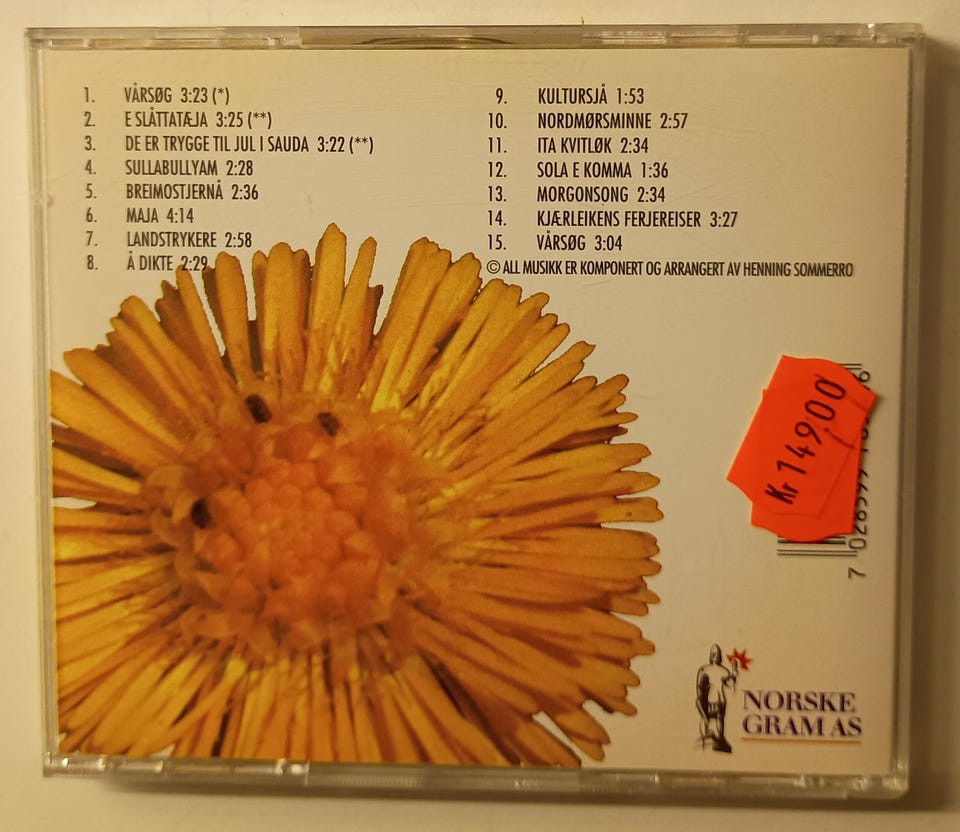 1. VÅRSØG 3:23 (*)
2. E SLÅTTATÆJA 3:25 (**)
3. DE ER TRYGGE TIL JUL I SAUDA 3:22 (**)
4. SULLABULLYAM 2:28
5. BREIMOSTJERNÅ 2:36
6. MAJA 4:14
7. LANDSTRYKERE 2:58
8. Å DIKTE 2:29
9. KULTURSJÅ 1:53
10. NORDMØRSMINNE 2:57
11. ITA KVITLØK 2:34
12. SOLA E KOMMA 1:36
13. MORGONSONG 2:34
14. KJÆRLEIKENS FERJEREISER 3:27
15. VÅRSØG 3:04
© ALL MUSIKK ER KOMPONERT OG ARRANGERT AV HENNING SOMMERRO
Kr 149,00
NORSKE
GRAM AS